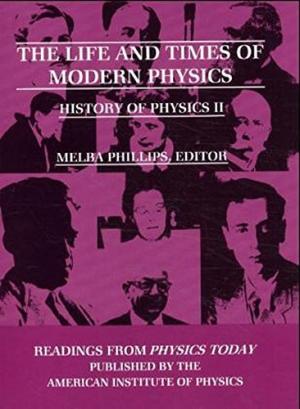 THE LIFE AND TIMES OF
MODERN PHYSICS
HISTORY OF PHYSICS II
MELBA PHILLIPS, EDITOR
READINGS FROM PHYSICS TODAY
PUBLISHED BY THE
AMERICAN INSTITUTE OF PHYSICS